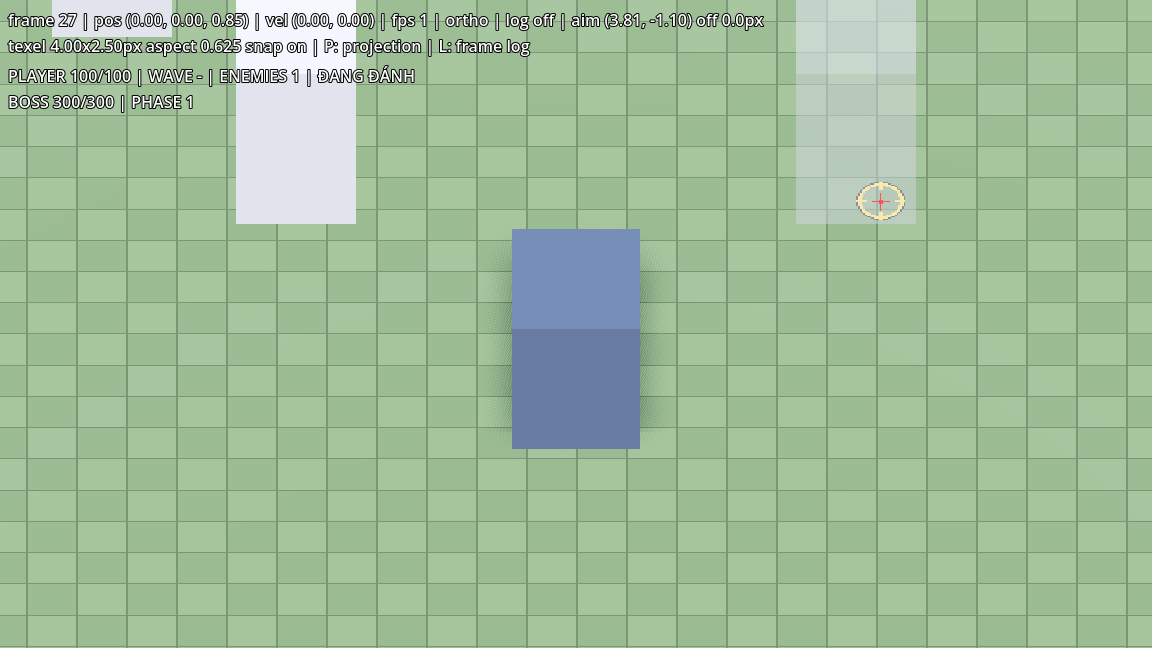 frame 27 | pos (0.00, 0.00, 0.85) | vel (0.00, 0.00) | fps 1 | ortho | log off | aim (3.81, -1.10) off 0.0px
texel 4.00x2.50px aspect 0.625 snap on | P: projection | L: frame log
PLAYER 100/100 | WAVE - | ENEMIES 1 | ĐANG ĐÁNH
BOSS 300/300 | PHASE 1